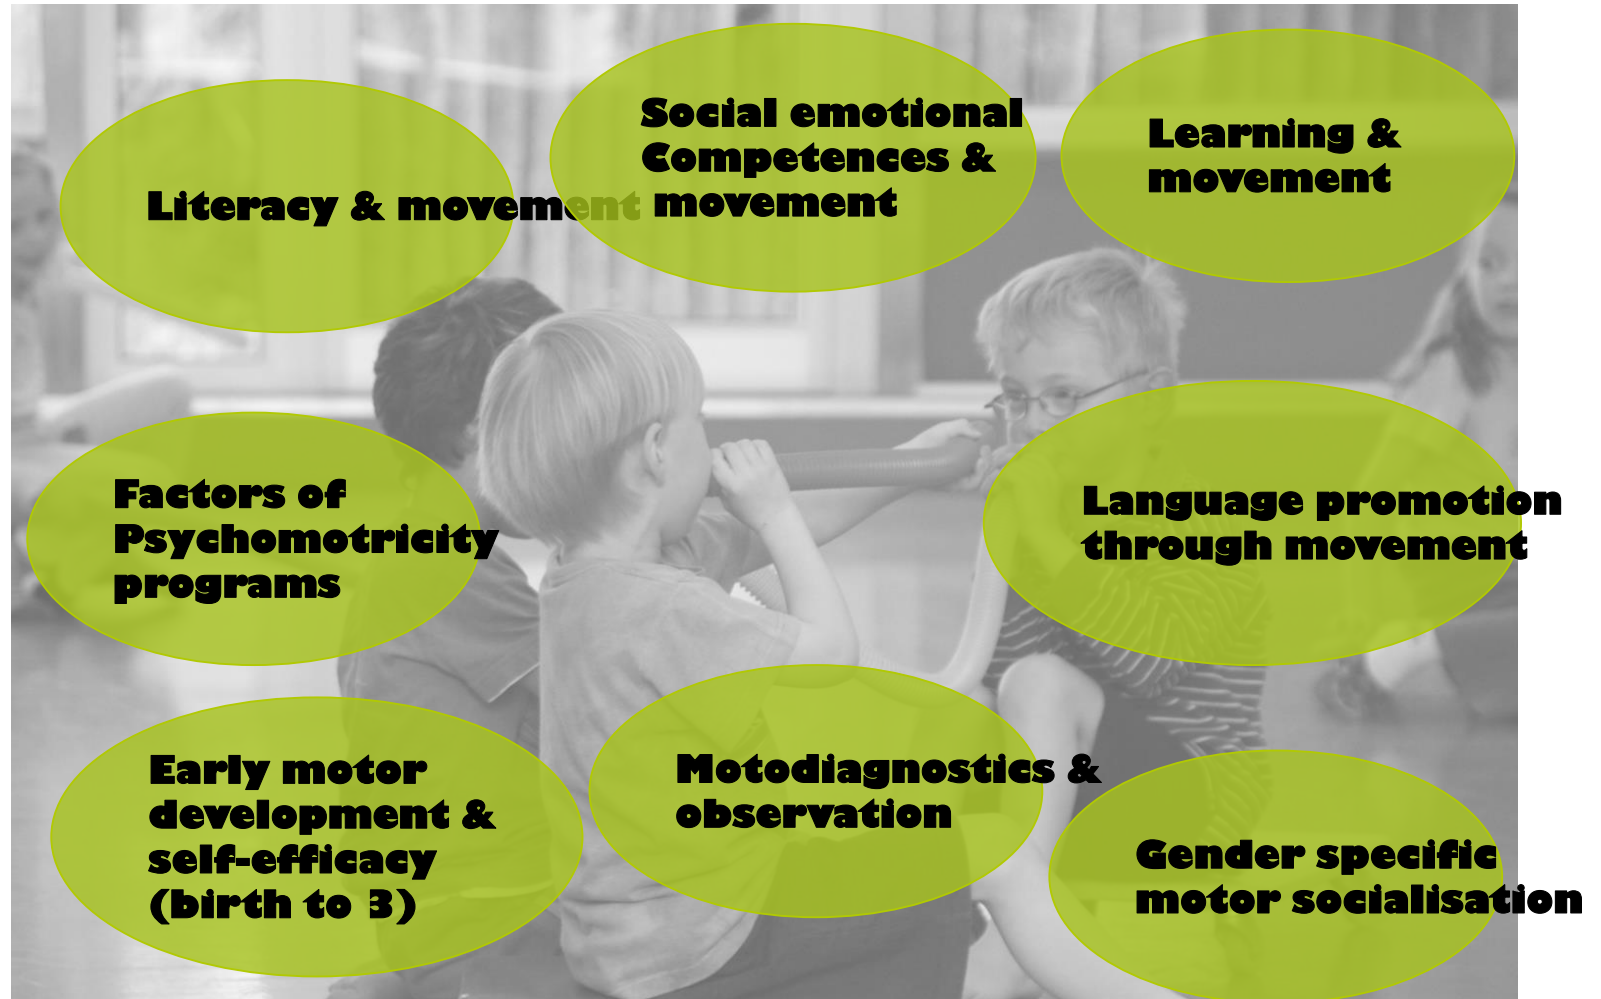 Literacy & movement
Social emotional
Competences &
movement
Learning &
movement
Factors of
Psychomotricity
programs
Language promotion
through movement
Early motor
development &
self-efficacy
(birth to 3)
Motodiagnostics &
observation
Gender specific
motor socialisation